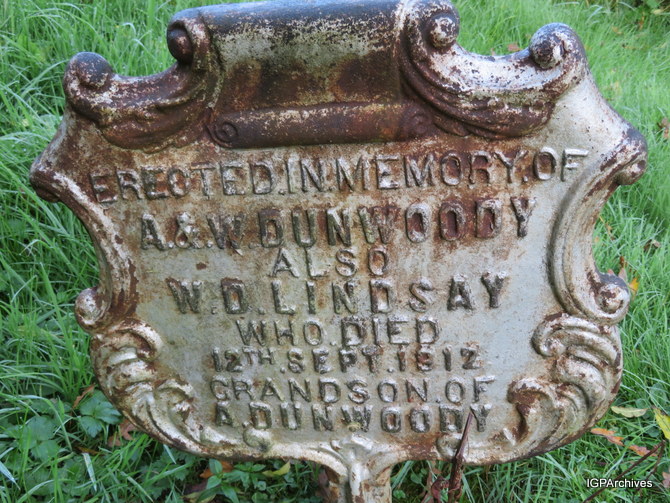 ERECTED.IN.MEMORY.OF
A.&.W.DUNWOODY
ALSO
W.D.LINDSAY
WHO.DIED
12TH.SEPT.1912
GRANDSON.OF
A.DUNWOODY
IGPArchives